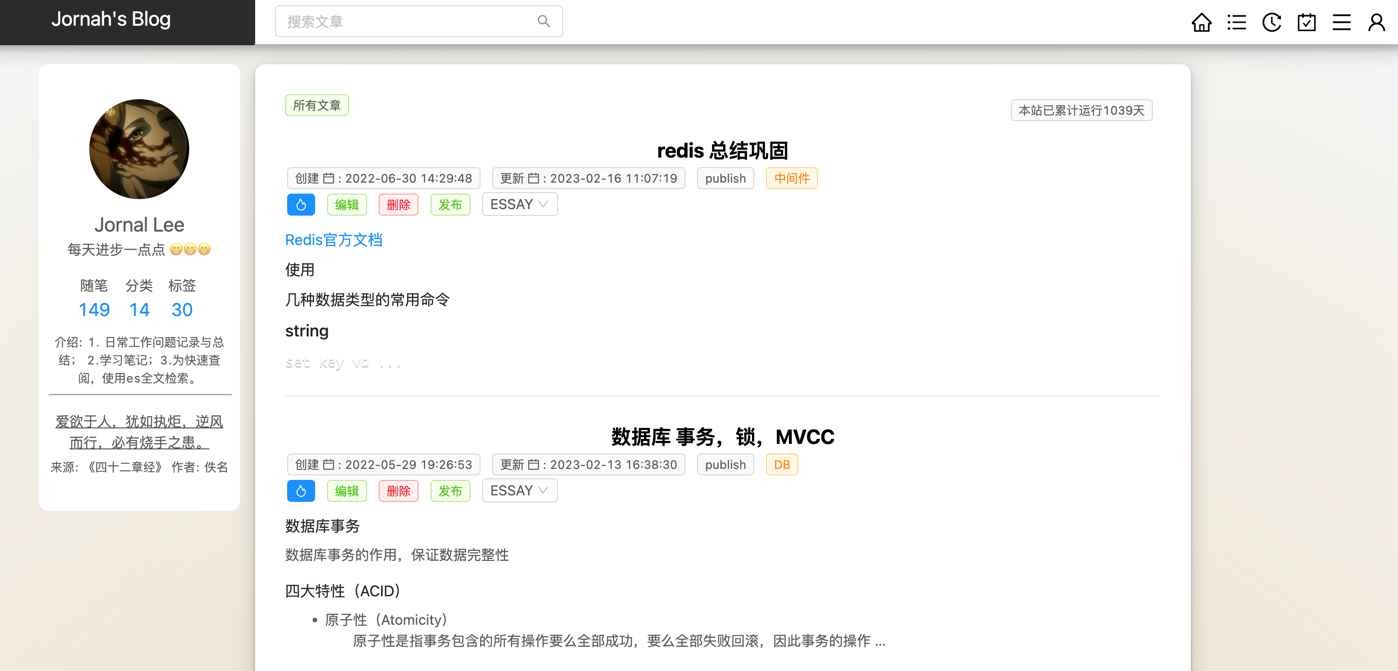 Jornah's Blog
搜索文章
Jornal Lee
每天进步一点点 😁😁😁
随笔 分类 标签
149 14 30
介绍: 1. 日常工作问题记录与总
结； 2.学习笔记；3.为快速查
阅，使用es全文检索。
爱欲于人，犹如执炬，逆风
而行，必有烧手之患。
来源: 《四十二章经》 作者: 佚名
所有文章
本站已累计运行1039天
redis 总结巩固
创建 : 2022-06-30 14:29:48 更新 : 2023-02-16 11:07:19 publish 中间件
编辑 删除 发布 ESSAY
Redis官方文档
使用
几种数据类型的常用命令
string
set key va ...
数据库 事务，锁，MVCC
创建 : 2022-05-29 19:26:53 更新 : 2023-02-13 16:38:30 publish DB
编辑 删除 发布 ESSAY
数据库事务
数据库事务的作用，保证数据完整性
四大特性（ACID）
• 原子性（Atomicity）
原子性是指事务包含的所有操作要么全部成功，要么全部失败回滚，因此事务的操作 ...